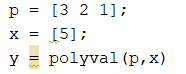 p = [3 2 1];
x = [5];
y = polyval(p,x)